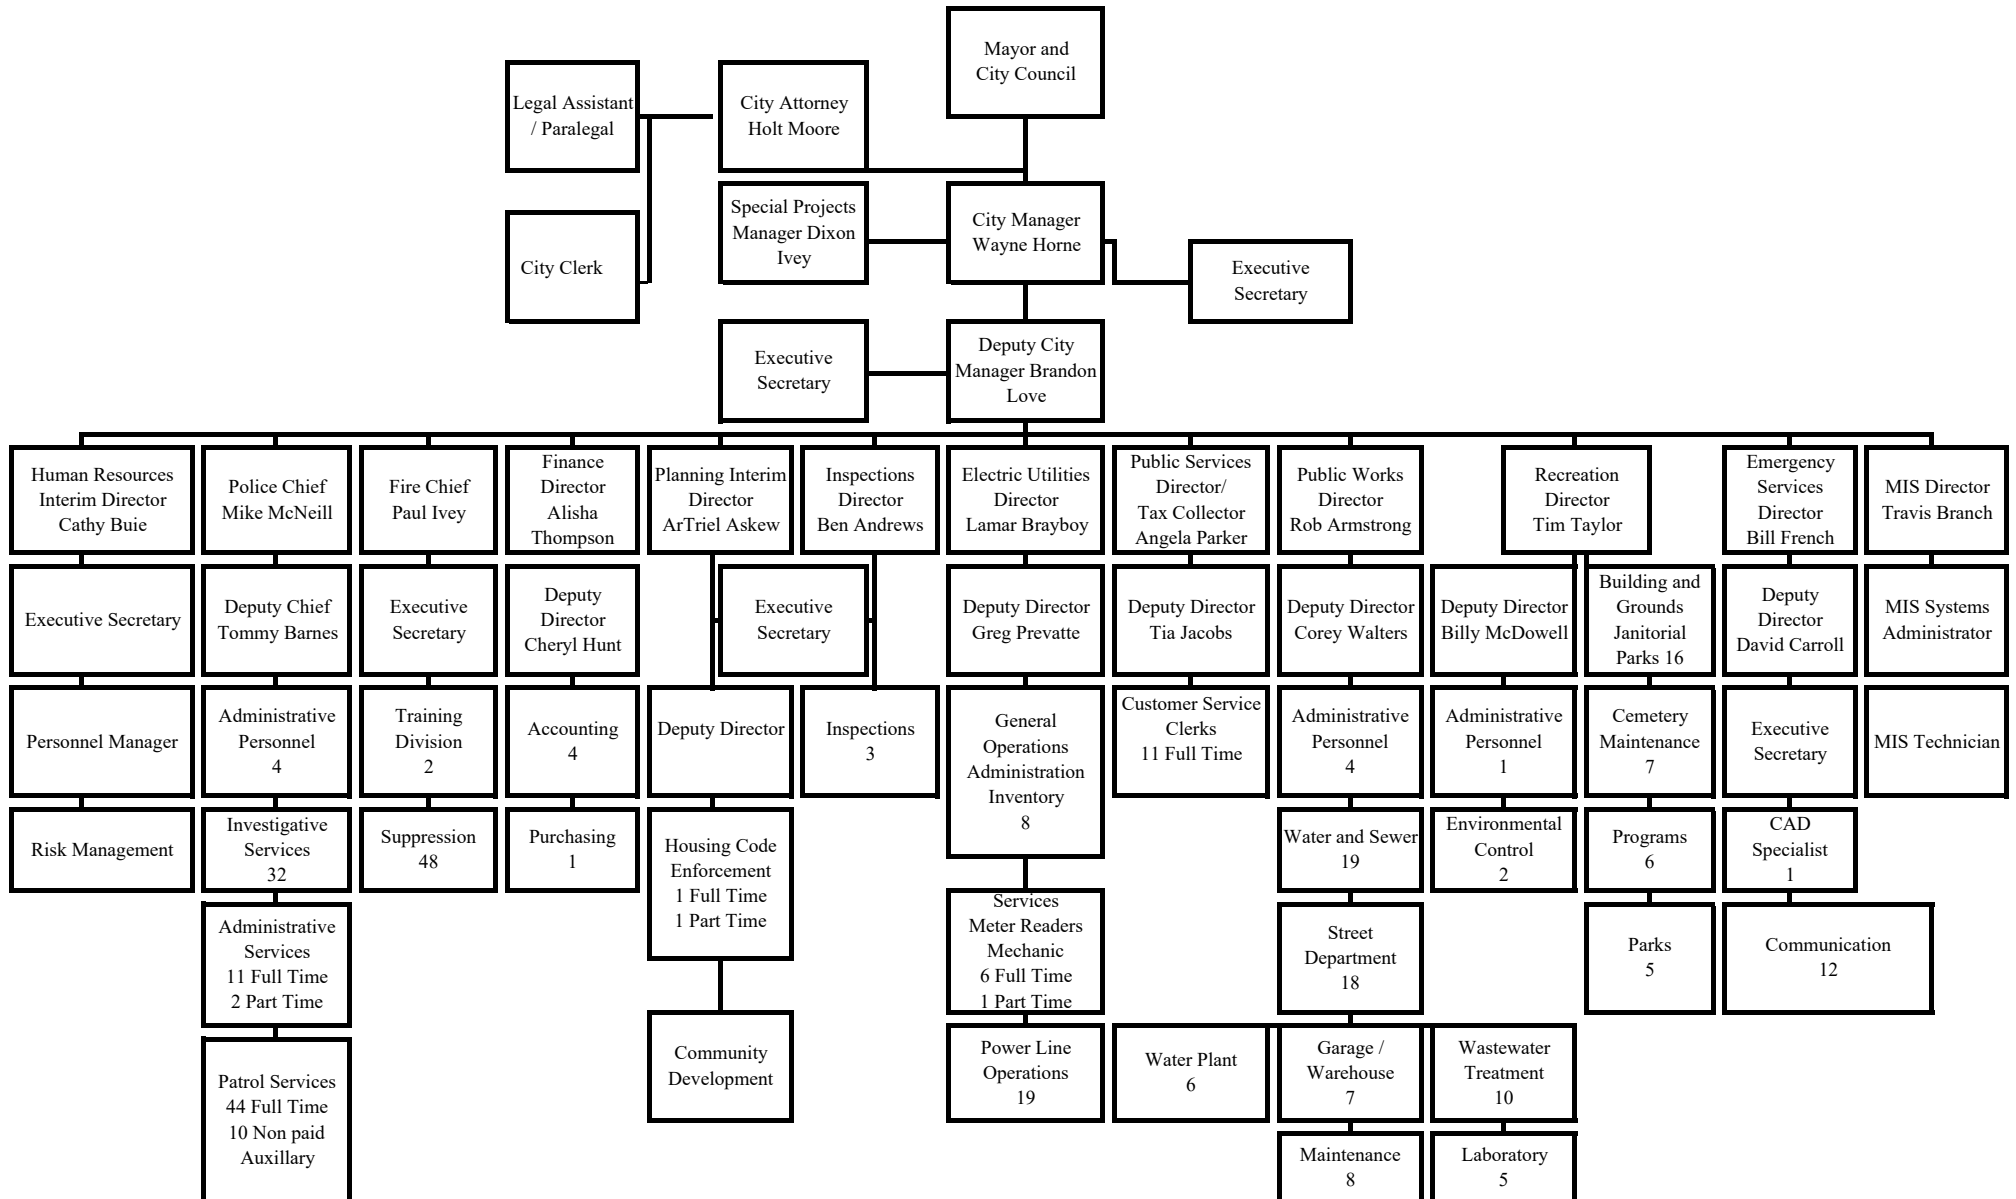 Mayor and
City Council
Legal Assistant
/ Paralegal
City Attorney
Holt Moore
Special Projects
Manager Dixon
Ivey
City Manager
Wayne Horne
City Clerk
Executive
Secretary
Executive
Secretary
Deputy City
Manager Brandon
Love
Human Resources
Interim Director
Cathy Buie
Police Chief
Mike McNeill
Fire Chief
Paul Ivey
Finance
Director
Alisha
Thompson
Planning Interim
Director
ArTriel Askew
Inspections
Director
Ben Andrews
Electric Utilities
Director
Lamar Brayboy
Public Services
Director/
Tax Collector
Angela Parker
Public Works
Director
Rob Armstrong
Recreation
Director
Tim Taylor
Emergency
Services
Director
Bill French
MIS Director
Travis Branch
Executive Secretary
Deputy Chief
Tommy Barnes
Executive
Secretary
Deputy
Director
Cheryl Hunt
Executive
Secretary
Deputy Director
Greg Prevatte
Deputy Director
Tia Jacobs
Deputy Director
Corey Walters
Deputy Director
Billy McDowell
Building and
Grounds
Janitorial
Parks 16
Deputy
Director
David Carroll
MIS Systems
Administrator
Personnel Manager
Administrative
Personnel
4
Training
Division
2
Accounting
4
Deputy Director
Inspections
3
General
Operations
Administration
Inventory
8
Customer Service
Clerks
11 Full Time
Administrative
Personnel
4
Administrative
Personnel
1
Cemetery
Maintenance
7
Executive
Secretary
MIS Technician
Risk Management
Investigative
Services
32
Suppression
48
Purchasing
1
Housing Code
Enforcement
1 Full Time
1 Part Time
Water and Sewer
19
Environmental
Control
2
Programs
6
CAD
Specialist
1
Administrative
Services
11 Full Time
2 Part Time
Services
Meter Readers
Mechanic
6 Full Time
1 Part Time
Street
Department
18
Parks
5
Communication
12
Patrol Services
44 Full Time
10 Non paid
Auxillary
Community
Development
Power Line
Operations
19
Water Plant
6
Garage /
Warehouse
7
Wastewater
Treatment
10
Maintenance
8
Laboratory
5